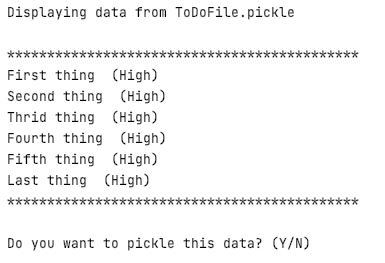 Displaying data from ToDoFile.pickle
********************************************
First thing  (High)
Second thing  (High)
Thrid thing  (High)
Fourth thing  (High)
Fifth thing  (High)
Last thing  (High)
********************************************
Do you want to pickle this data? (Y/N)